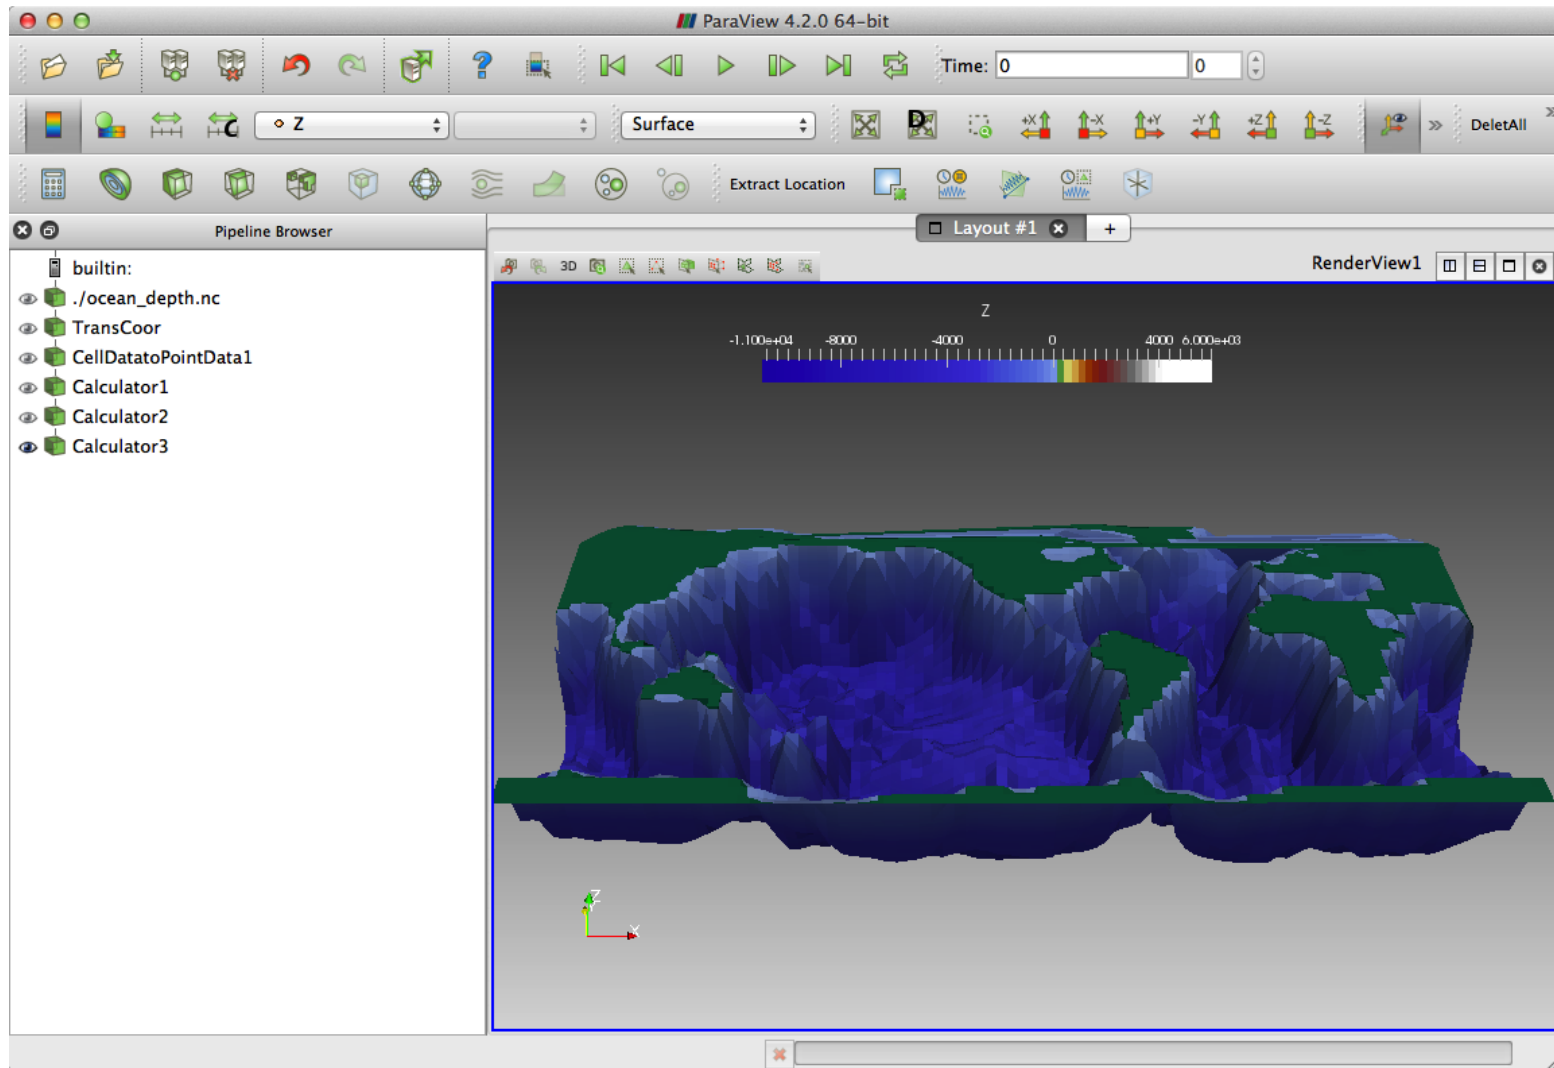 ParaView 4.2.0 64-bit
Time: 0 0
C Z Surface D +X -X +Y -Y +Z -Z DeletAll
Extract Location
Pipeline Browser
Layout #1 +
builtin:
3D RenderView1
./ocean_depth.nc
TransCoor
CellDatatoPointData1
Calculator1
Calculator2
Calculator3
Z
-1.100e+04 -8000 -4000 0 4000 6.000e+03
Z
Y
X